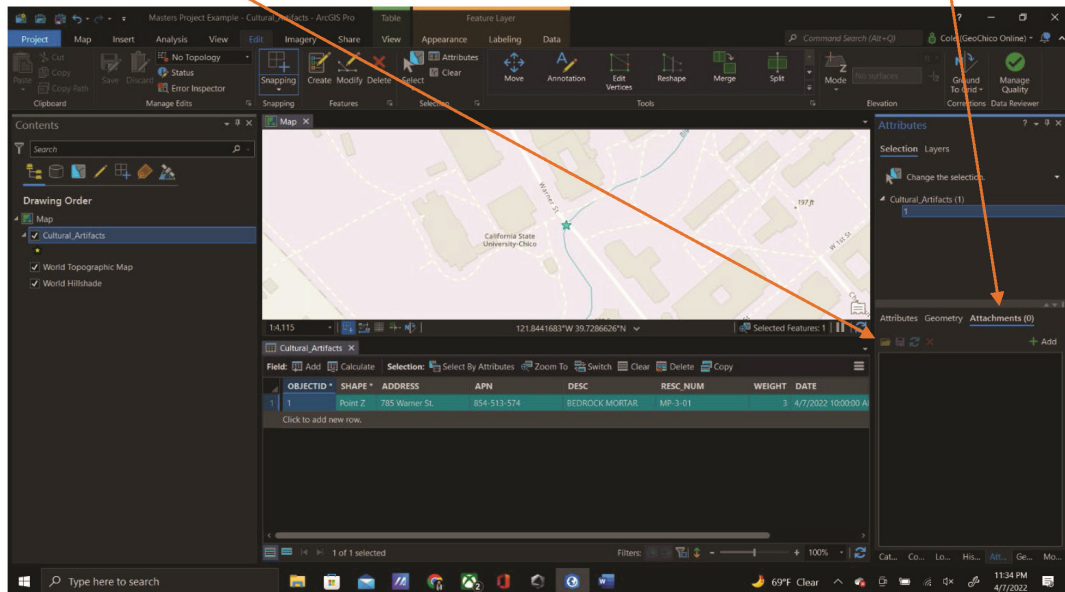 Masters Project Example - Cultural_Artifacts - ArcGIS Pro
Table
Feature Layer
?
Project Map Insert Analysis View Edit Imagery Share View Appearance Labeling Data
Command Search (Alt+Q)
Cole (GeoChico Online)
Cut
Copy
Copy Path
Paste
Clipboard
Save
Discard
No Topology
Status
Error Inspector
Manage Edits
Snapping
Snapping
Create
Modify
Delete
Features
Select
Attributes
Clear
Selection
Move
Annotation
Edit
Vertices
Reshape
Merge
Split
Tools
Mode
No surfaces
Elevation
Ground
To Grid
Corrections
Manage
Quality
Data Reviewer
Contents
Search
Drawing Order
Map
Cultural_Artifacts
World Topographic Map
World Hillshade
Map
Warner St
California State
University-Chico
197 ft
W 1st St
1:4,115
121.8441683°W 39.7286626°N
Selected Features: 1
Cultural_Artifacts
Field: Add Calculate Selection: Select By Attributes Zoom To Switch Clear Delete Copy
OBJECTID * SHAPE * ADDRESS APN DESC RESC_NUM WEIGHT DATE
1 1 Point Z 785 Warner St. 854-513-574 BEDROCK MORTAR MP-3-01 3 4/7/2022 10:00:00 A
Click to add new row.
1 of 1 selected
Filters:
100%
Attributes
?
Selection Layers
Change the selection.
Cultural_Artifacts (1)
1
Attributes Geometry Attachments (0)
Add
Cat... Co... Lo... His... Att... Ge... Mo...
Type here to search
69°F Clear
11:34 PM
4/7/2022